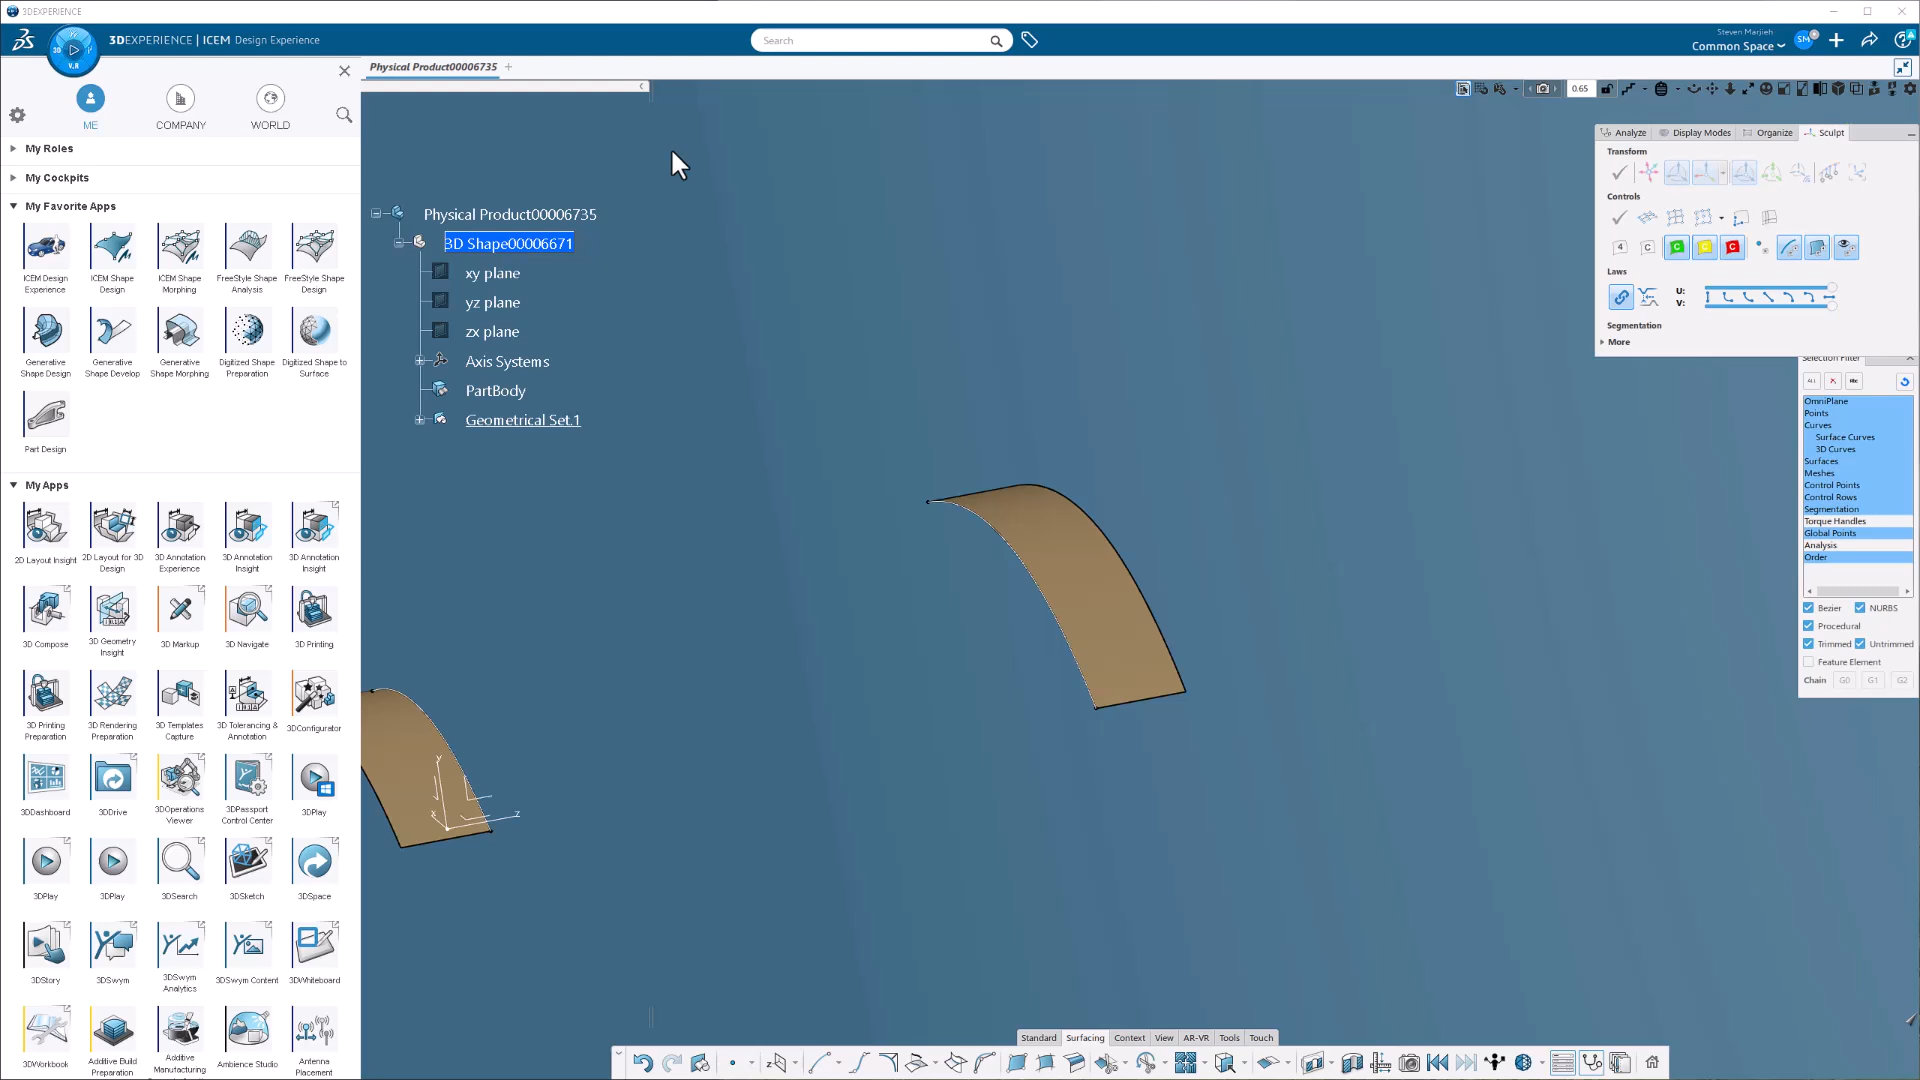 3DEXPERIENCE
3DEXPERIENCE | ICEM Design Experience
Search
Steven Marjieh
Common Space
SM
V.R
Physical Product00006735
ME
COMPANY
WORLD
My Roles
My Cockpits
My Favorite Apps
ICEM Design Experience
ICEM Shape Design
ICEM Shape Morphing
FreeStyle Shape Analysis
FreeStyle Shape Design
Generative Shape Design
Generative Shape Develop
Generative Shape Morphing
Digitized Shape Preparation
Digitized Shape to Surface
Part Design
My Apps
2D Layout Insight
2D Layout for 3D Design
3D Annotation Experience
3D Annotation Insight
3D Annotation Insight
3D Compose
3D Geometry Insight
3D Markup
3D Navigate
3D Printing
3D Printing Preparation
3D Rendering Preparation
3D Templates Capture
3D Tolerancing & Annotation
3DConfigurator
3DDashboard
3DDrive
3DOperations Viewer
3DPassport Control Center
3DPlay
3DPlay
3DPlay
3DSearch
3DSketch
3DSpace
3DStory
3DSwym
3DSwym Analytics
3DSwym Content
3DWhiteboard
3DWorkbook
Additive Build Preparation
Additive
Ambience Studio
Antenna Placement
Physical Product00006735
3D Shape00006671
xy plane
yz plane
zx plane
Axis Systems
PartBody
Geometrical Set.1
y
x
z
0.65
Analyze
Display Modes
Organize
Sculpt
Transform
Controls
4
C
C
C
C
Laws
U:
V:
Segmentation
More
Selection Filter
ALL
Abc
OmniPlane
Points
Curves
Surface Curves
3D Curves
Surfaces
Meshes
Control Points
Control Rows
Segmentation
Torque Handles
Global Points
Analysis
Order
Bezier
NURBS
Procedural
Trimmed
Untrimmed
Feature Element
Chain
G0
G1
G2
Standard
Surfacing
Context
View
AR-VR
Tools
Touch